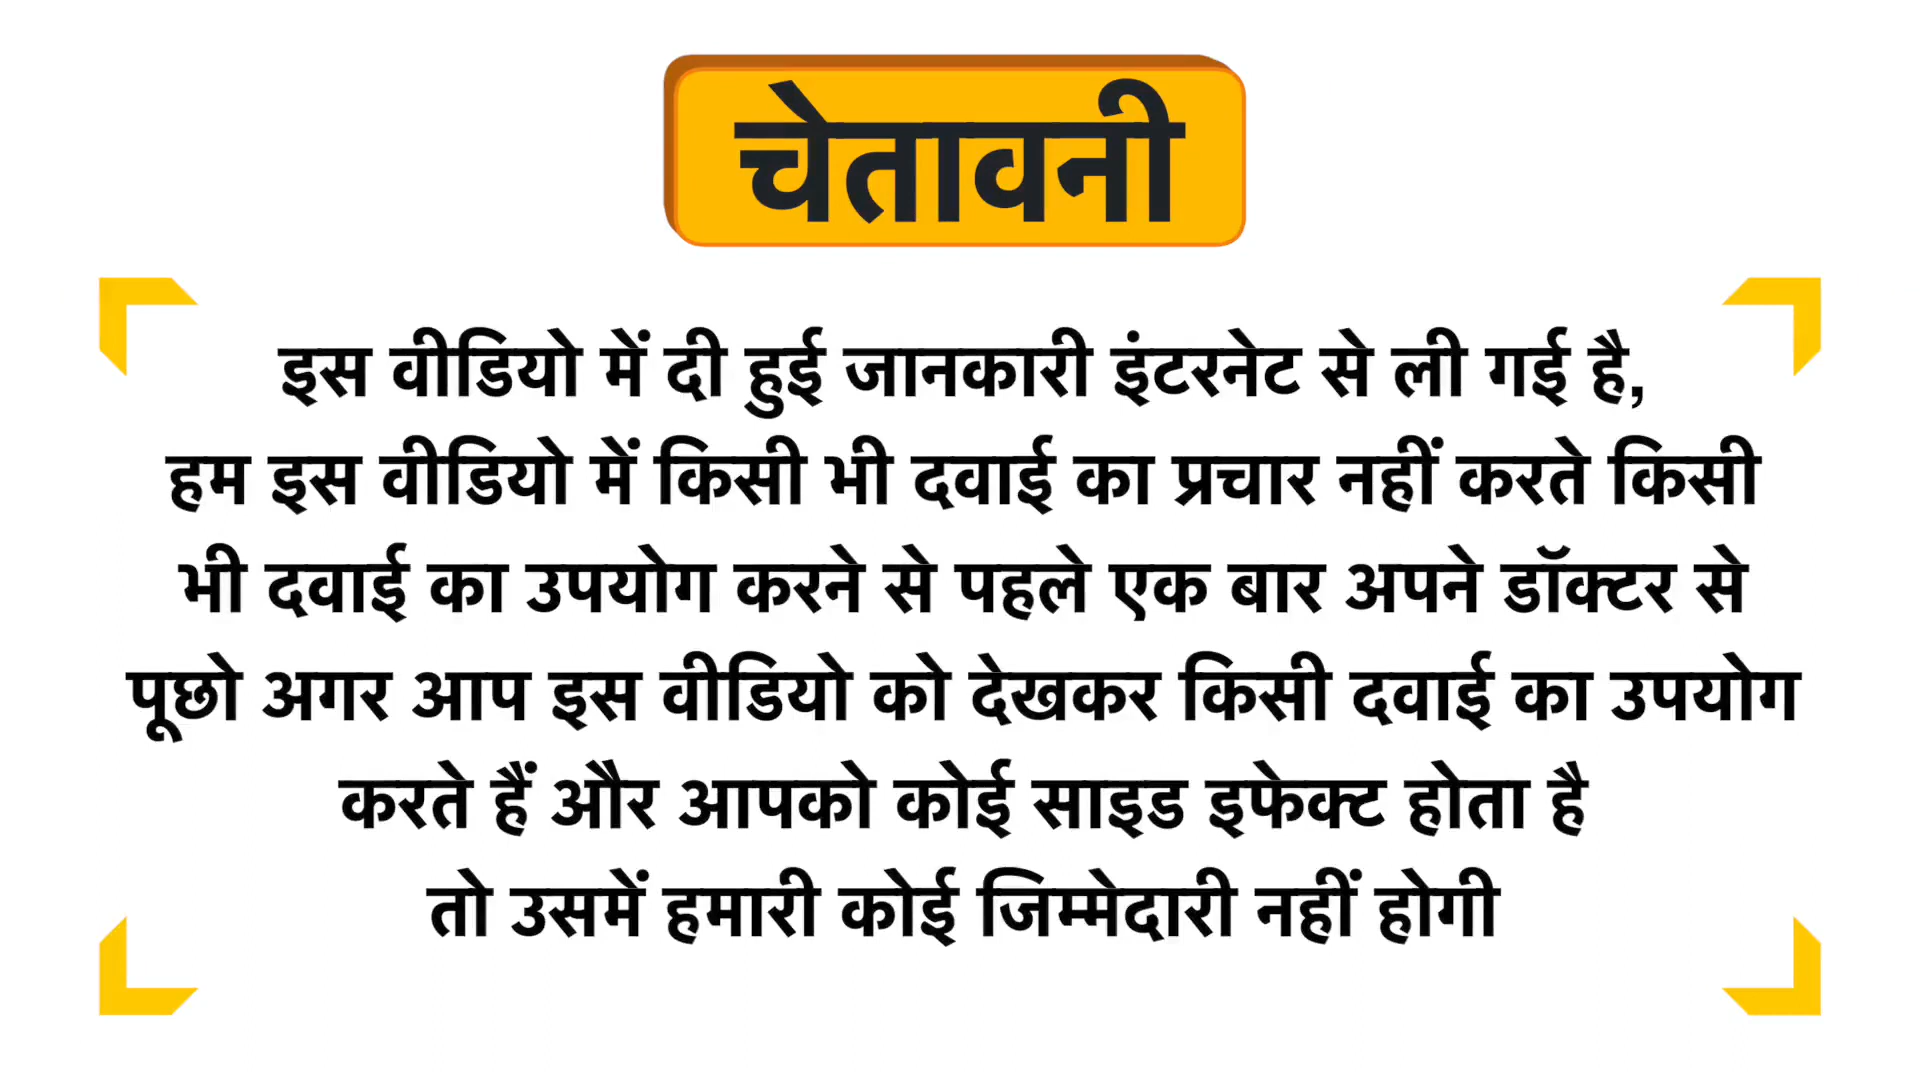 चेतावनी
इस वीडियो में दी हुई जानकारी इंटरनेट से ली गई है,
हम इस वीडियो में किसी भी दवाई का प्रचार नहीं करते किसी
भी दवाई का उपयोग करने से पहले एक बार अपने डॉक्टर से
पूछो अगर आप इस वीडियो को देखकर किसी दवाई का उपयोग
करते हैं और आपको कोई साइड इफेक्ट होता है
तो उसमें हमारी कोई जिम्मेदारी नहीं होगी